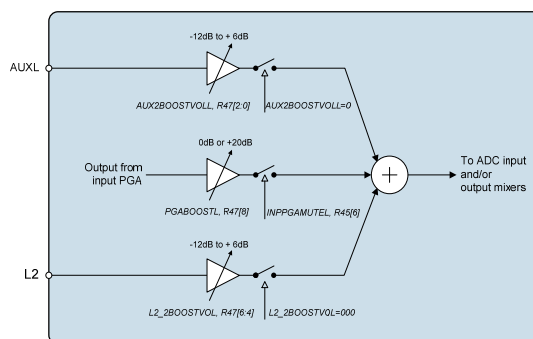 -12dB to + 6dB
AUXL
AUX2BOOSTVOLL, R47[2:0]
AUX2BOOSTVOLL=0
0dB or +20dB
Output from
input PGA
To ADC input
and/or
output mixers
PGABOOSTL, R47[8]
INPPGAMUTEL, R45[6]
-12dB to + 6dB
L2
L2_2BOOSTVOL, R47[6:4]
L2_2BOOSTVOL=000